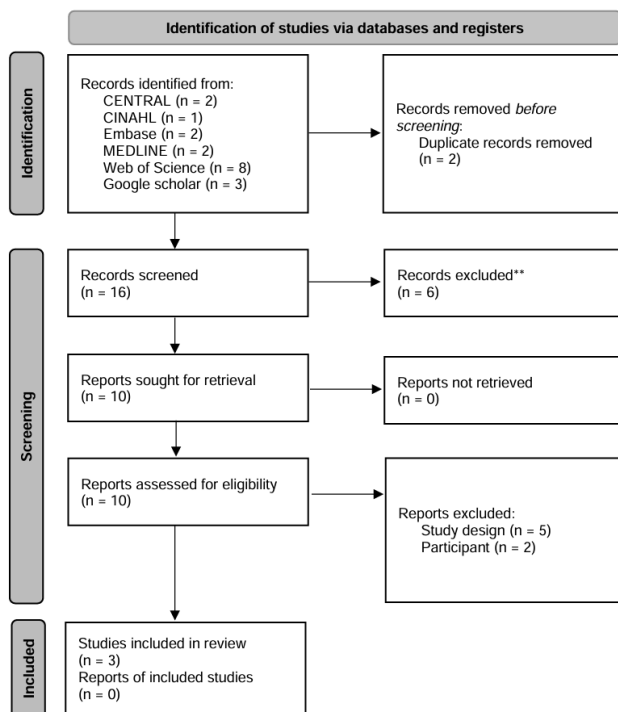 Identification of studies via databases and registers
Identification
Records identified from:
CENTRAL (n = 2)
CINAHL (n = 1)
Embase (n = 2)
MEDLINE (n = 2)
Web of Science (n = 8)
Google scholar (n = 3)
Records removed before
screening:
Duplicate records removed
(n = 2)
Screening
Records screened
(n = 16)
Records excluded**
(n = 6)
Reports sought for retrieval
(n = 10)
Reports not retrieved
(n = 0)
Reports assessed for eligibility
(n = 10)
Reports excluded:
Study design (n = 5)
Participant (n = 2)
Included
Studies included in review
(n = 3)
Reports of included studies
(n = 0)